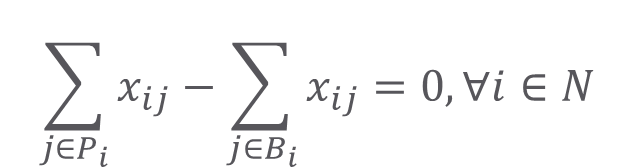 ∑_{j∈P_i} x_{ij} − ∑_{j∈B_i} x_{ij} = 0, ∀i ∈ N